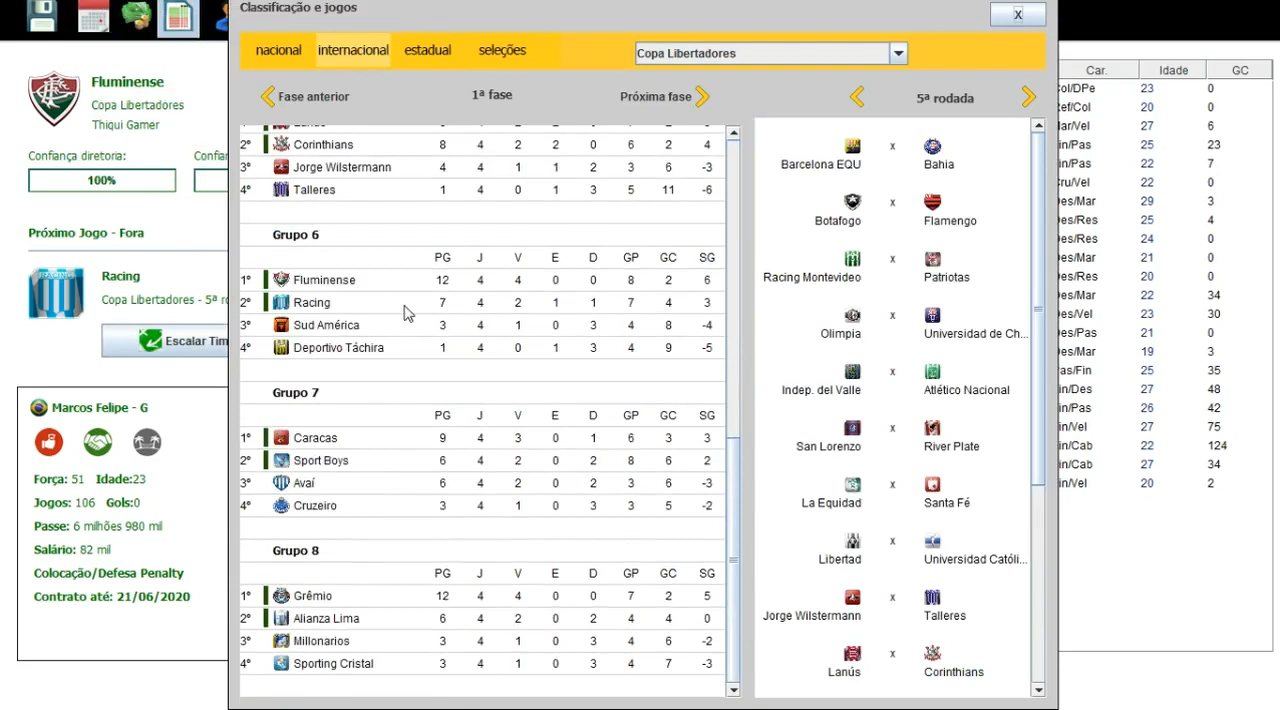 Classificação e jogos
X
nacional internacional estadual seleções Copa Libertadores
Fase anterior 1ª fase Próxima fase 5ª rodada
Fluminense
Copa Libertadores
Thiqui Gamer
Confiança diretoria: Confian
100%
Próximo Jogo - Fora
Racing
Copa Libertadores - 5ª ro
Escalar Tim
Marcos Felipe - G
Força: 51 Idade:23
Jogos: 106 Gols:0
Passe: 6 milhões 980 mil
Salário: 82 mil
Colocação/Defesa Penalty
Contrato até: 21/06/2020
2º Corinthians 8 4 2 2 0 6 2 4
3º Jorge Wilstermann 4 4 1 1 2 3 6 -3
4º Talleres 1 4 0 1 3 5 11 -6
Grupo 6
PG J V E D GP GC SG
1º Fluminense 12 4 4 0 0 8 2 6
2º Racing 7 4 2 1 1 7 4 3
3º Sud América 3 4 1 0 3 4 8 -4
4º Deportivo Táchira 1 4 0 1 3 4 9 -5
Grupo 7
PG J V E D GP GC SG
1º Caracas 9 4 3 0 1 6 3 3
2º Sport Boys 6 4 2 0 2 8 6 2
3º Avaí 6 4 2 0 2 3 6 -3
4º Cruzeiro 3 4 1 0 3 3 5 -2
Grupo 8
PG J V E D GP GC SG
1º Grêmio 12 4 4 0 0 7 2 5
2º Alianza Lima 6 4 2 0 2 4 4 0
3º Millonarios 3 4 1 0 3 4 6 -2
4º Sporting Cristal 3 4 1 0 3 4 7 -3
Barcelona EQU x Bahia
Botafogo x Flamengo
Racing Montevideo x Patriotas
Olimpia x Universidad de Ch...
Indep. del Valle x Atlético Nacional
San Lorenzo x River Plate
La Equidad x Santa Fé
Libertad x Universidad Católi...
Jorge Wilstermann x Talleres
Lanús x Corinthians
Car. Idade GC
Col/DPe 23 0
Ref/Col 20 0
Mar/Vel 27 6
in/Pas 25 23
in/Pas 22 7
Cru/Vel 22 0
Des/Mar 29 3
Des/Res 25 4
Des/Res 24 0
Des/Mar 21 0
Des/Res 20 0
Des/Mar 22 34
Des/Vel 23 30
Des/Pas 21 0
Des/Mar 19 3
as/Fin 25 35
in/Des 27 48
in/Pas 26 42
in/Vel 27 75
in/Cab 22 124
in/Cab 27 34
in/Vel 20 2